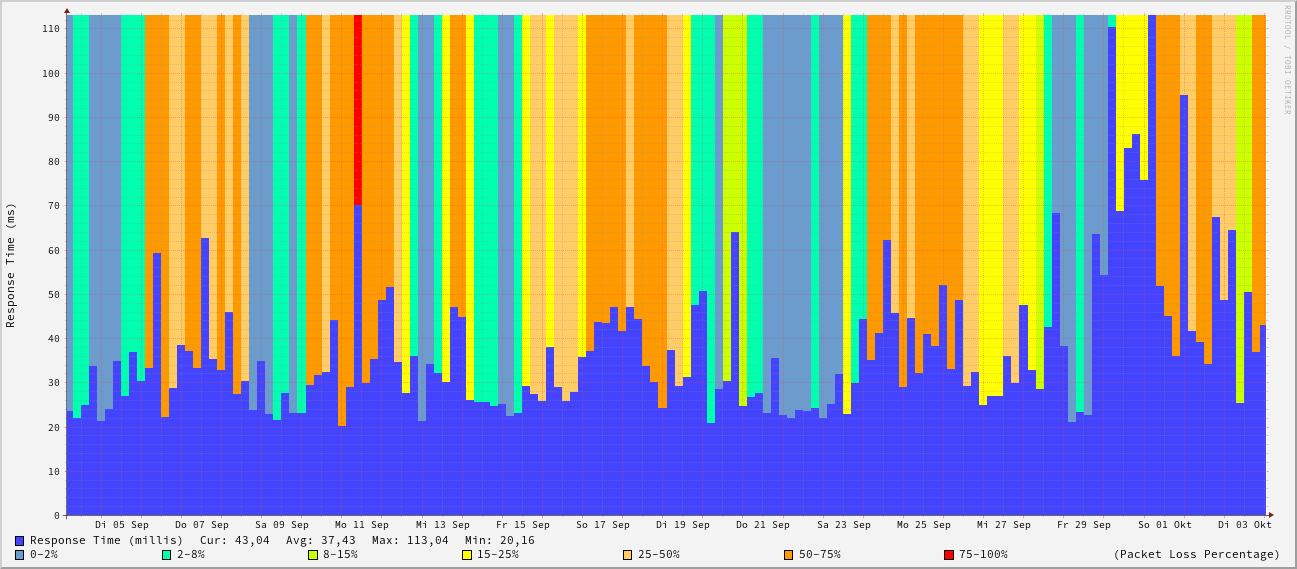 RRDTOOL / TOBI OETIKER
Response Time (ms)
110
100
90
80
70
60
50
40
30
20
10
0
Di 05 Sep Do 07 Sep Sa 09 Sep Mo 11 Sep Mi 13 Sep Fr 15 Sep So 17 Sep Di 19 Sep Do 21 Sep Sa 23 Sep Mo 25 Sep Mi 27 Sep Fr 29 Sep So 01 Okt Di 03 Okt
Response Time (millis) Cur: 43,04 Avg: 37,43 Max: 113,04 Min: 20,16
0-2% 2-8% 8-15% 15-25% 25-50% 50-75% 75-100% (Packet Loss Percentage)